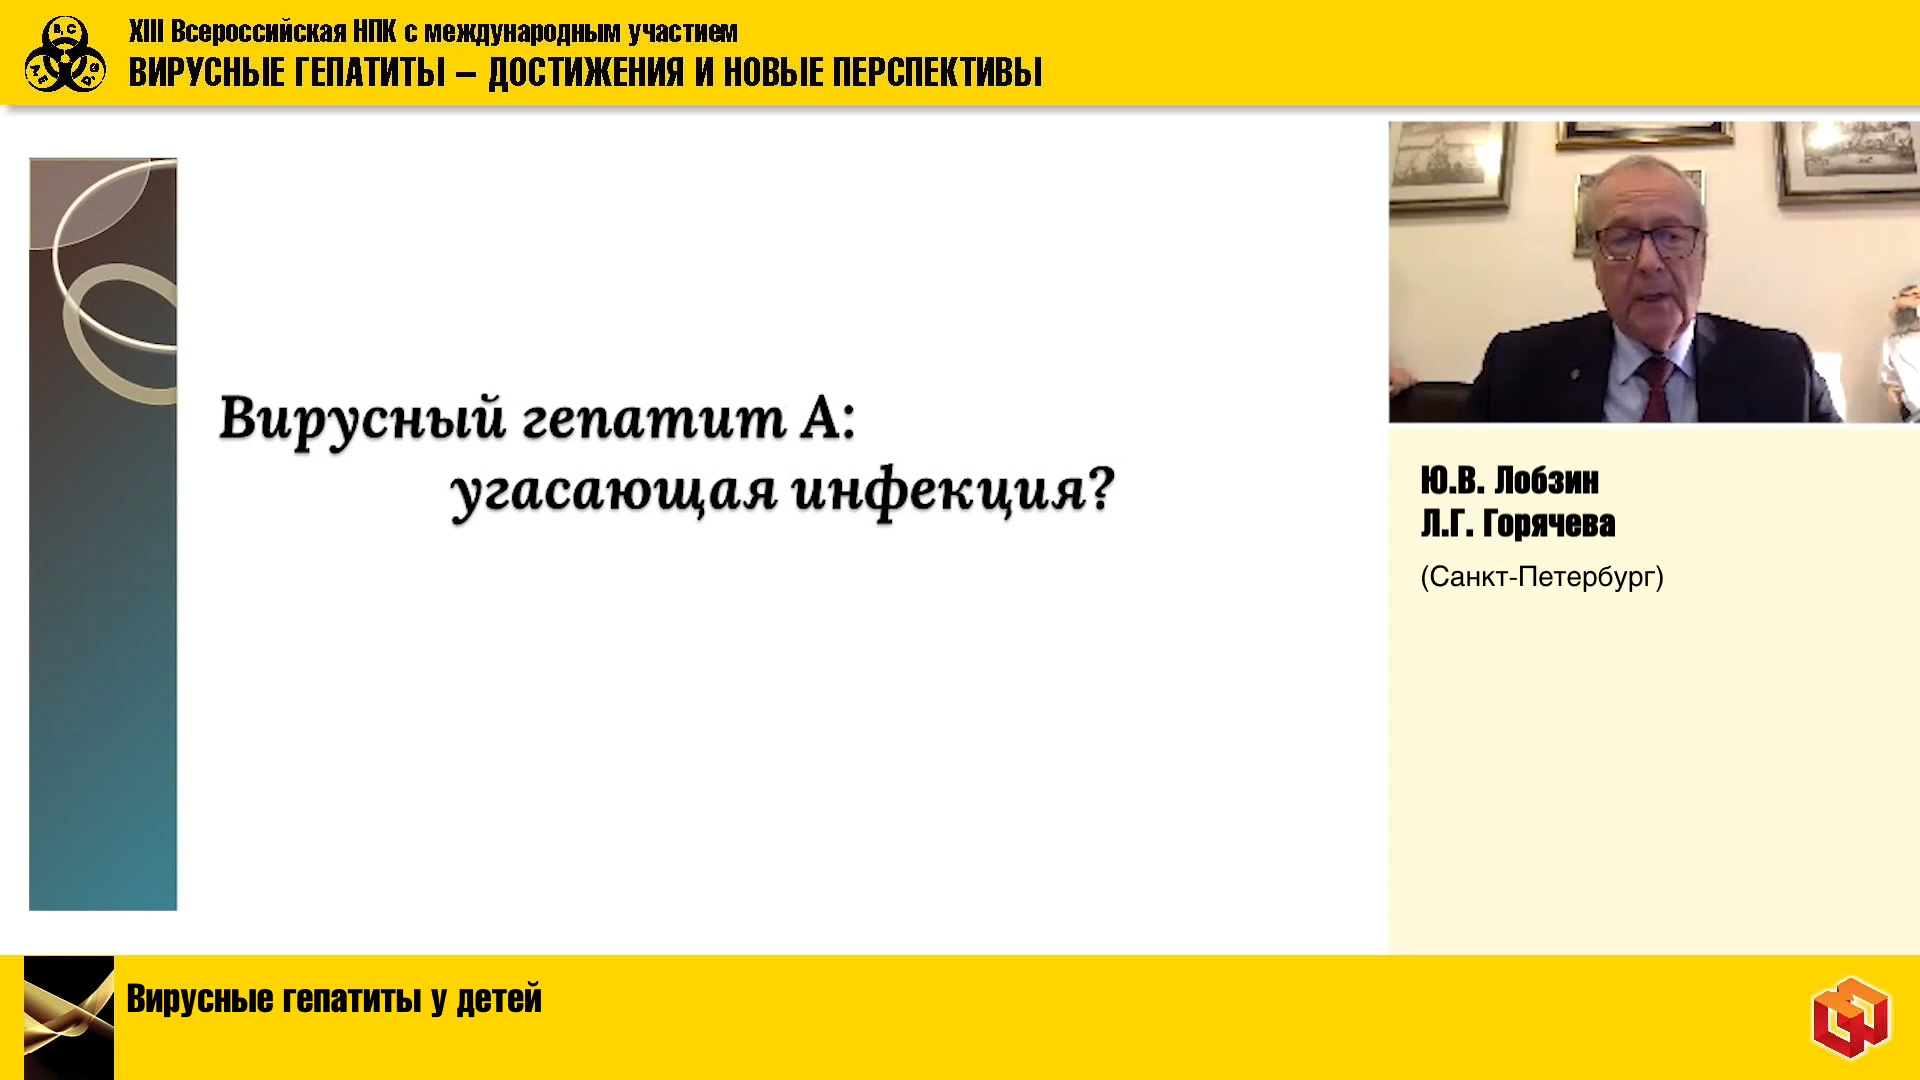 XIII Всероссийская НПК с международным участием
ВИРУСНЫЕ ГЕПАТИТЫ – ДОСТИЖЕНИЯ И НОВЫЕ ПЕРСПЕКТИВЫ
Вирусный гепатит А:
угасающая инфекция?
Ю.В. Лобзин
Л.Г. Горячева
(Санкт-Петербург)
Вирусные гепатиты у детей